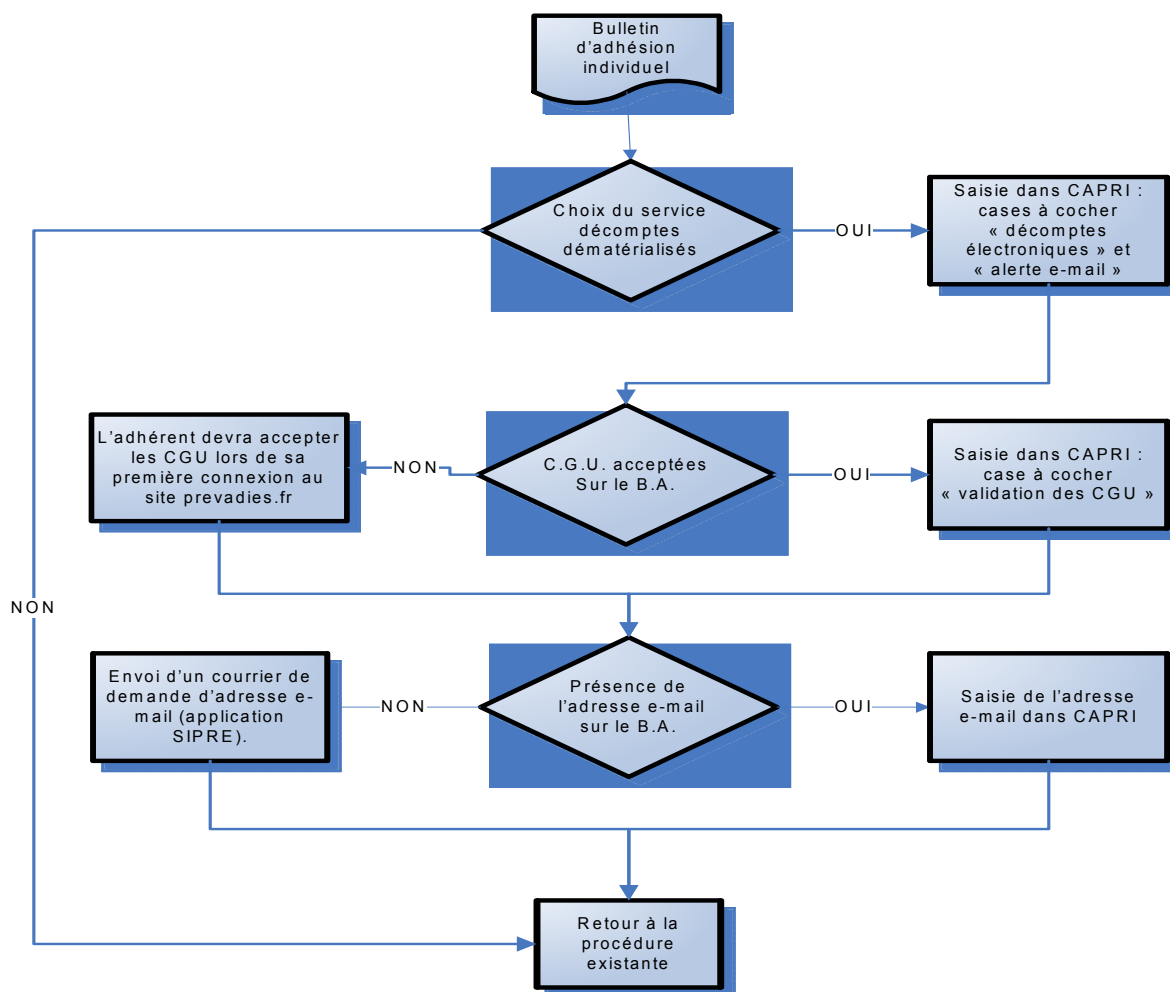 Bulletin
d'adhésion
individuel
Choix du service
décomptes
dématérialisés
OUI
Saisie dans CAPRI :
cases à cocher
« décomptes
électroniques » et
« alerte e-mail »
L'adhérent devra accepter
les CGU lors de sa
première connexion au
site prevadies.fr
NON
C.G.U. acceptées
Sur le B.A.
OUI
Saisie dans CAPRI :
case à cocher
« validation des CGU »
NON
Envoi d'un courrier de
demande d'adresse e-
mail (application
SIPRE).
NON
Présence de
l'adresse e-mail
sur le B.A.
OUI
Saisie de l'adresse
e-mail dans CAPRI
Retour à la
procédure
existante